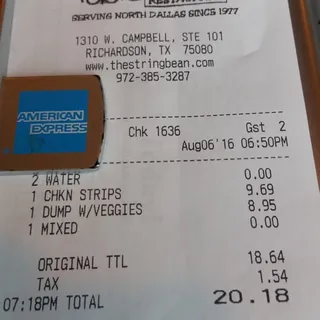 SERVING NORTH DALLAS SINCE 1977
1310 W. CAMPBELL, STE 101
RICHARDSON, TX 75080
www.thestringbean.com
972-385-3287
AMERICAN EXPRESS
Chk 1636 Gst 2
Aug06'16 06:50PM
2 WATER 0.00
1 CHKN STRIPS 9.69
1 DUMP W/VEGGIES 8.95
1 MIXED 0.00
ORIGINAL TTL 18.64
TAX 1.54
07:18PM TOTAL 20.18